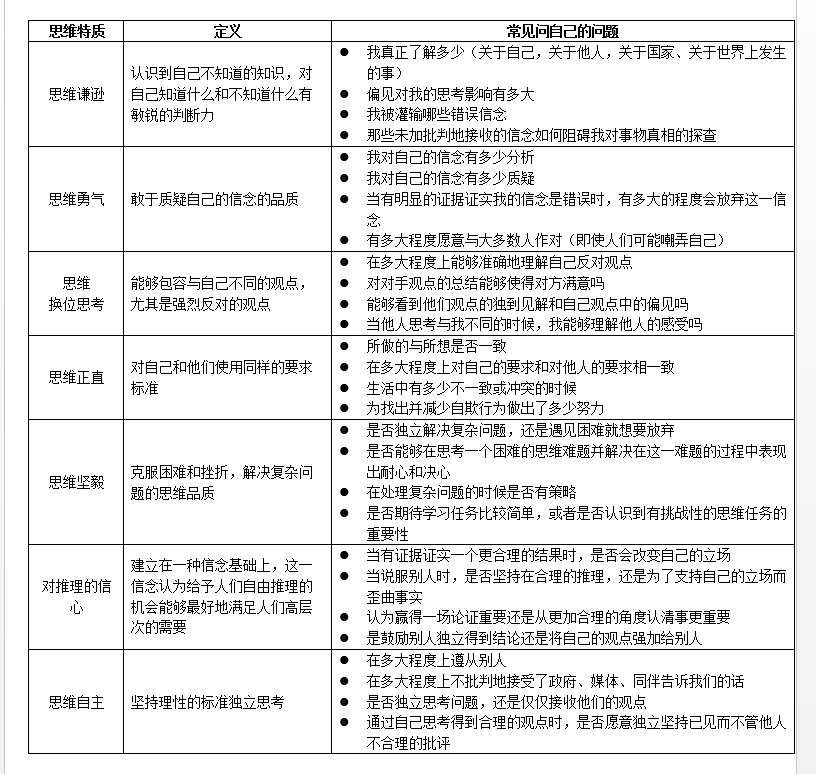 思维特质 定义 常见问自己的问题
思维谦逊
认识到自己不知道的知识，对
自己知道什么和不知道什么有
敏锐的判断力
● 我真正了解多少（关于自己，关于他人，关于国家、关于世界上发生
的事）
● 偏见对我的思考影响有多大
● 我被灌输哪些错误信念
● 那些未加批判地接收的信念如何阻碍我对事物真相的探查
思维勇气
敢于质疑自己的信念的品质
● 我对自己的信念有多少分析
● 我对自己的信念有多少质疑
● 当有明显的证据证实我的信念是错误时，有多大的程度会放弃这一信
念
● 有多大程度愿意与大多数人作对（即使人们可能嘲弄自己）
思维
换位思考
能够包容与自己不同的观点，
尤其是强烈反对的观点
● 在多大程度上能够准确地理解自己反对观点
● 对对手观点的总结能够使得对方满意吗
● 能够看到他们观点的独到见解和自己观点中的偏见吗
● 当他人思考与我不同的时候，我能够理解他人的感受吗
思维正直
对自己和他们使用同样的要求
标准
● 所做的与所想是否一致
● 在多大程度上对自己的要求和对他人的要求相一致
● 生活中有多少不一致或冲突的时候
● 为找出并减少自欺行为做出了多少努力
思维坚毅
克服困难和挫折，解决复杂问
题的思维品质
● 是否独立解决复杂问题，还是遇见困难就想要放弃
● 是否能够在思考一个困难的思维难题并解决在这一难题的过程中表现
出耐心和决心
● 在处理复杂问题的时候是否有策略
● 是否期待学习任务比较简单，或者是否认识到有挑战性的思维任务的
重要性
对推理的信
心
建立在一种信念基础上，这一
信念认为给予人们自由推理的
机会能够最好地满足人们高层
次的需要
● 当有证据证实一个更合理的结果时，是否会改变自己的立场
● 当说服别人时，是否坚持在合理的推理，还是为了支持自己的立场而
歪曲事实
● 认为赢得一场论证重要还是从更加合理的角度认清事更重要
● 是鼓励别人独立得到结论还是将自己的观点强加给别人
思维自主
坚持理性的标准独立思考
● 在多大程度上遵从别人
● 在多大程度上不批判地接受了政府、媒体、同伴告诉我们的话
● 是否独立思考问题，还是仅仅接收他们的观点
● 通过自己思考得到合理的观点时，是否愿意独立坚持已见而不管他人
不合理的批评